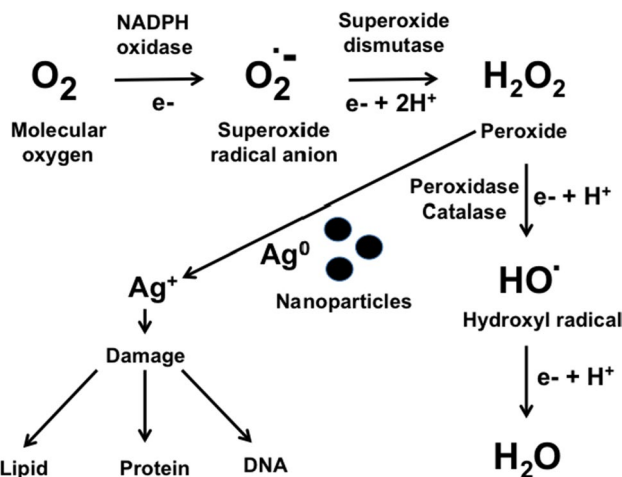 NADPH
oxidase
Superoxide
dismutase
O₂
O₂˙⁻
H₂O₂
e-
e- + 2H⁺
Molecular
oxygen
Superoxide
radical anion
Peroxide
Peroxidase
Catalase
e- + H⁺
Ag⁰
Nanoparticles
Ag⁺
HO˙
Hydroxyl radical
Damage
e- + H⁺
Lipid
Protein
DNA
H₂O